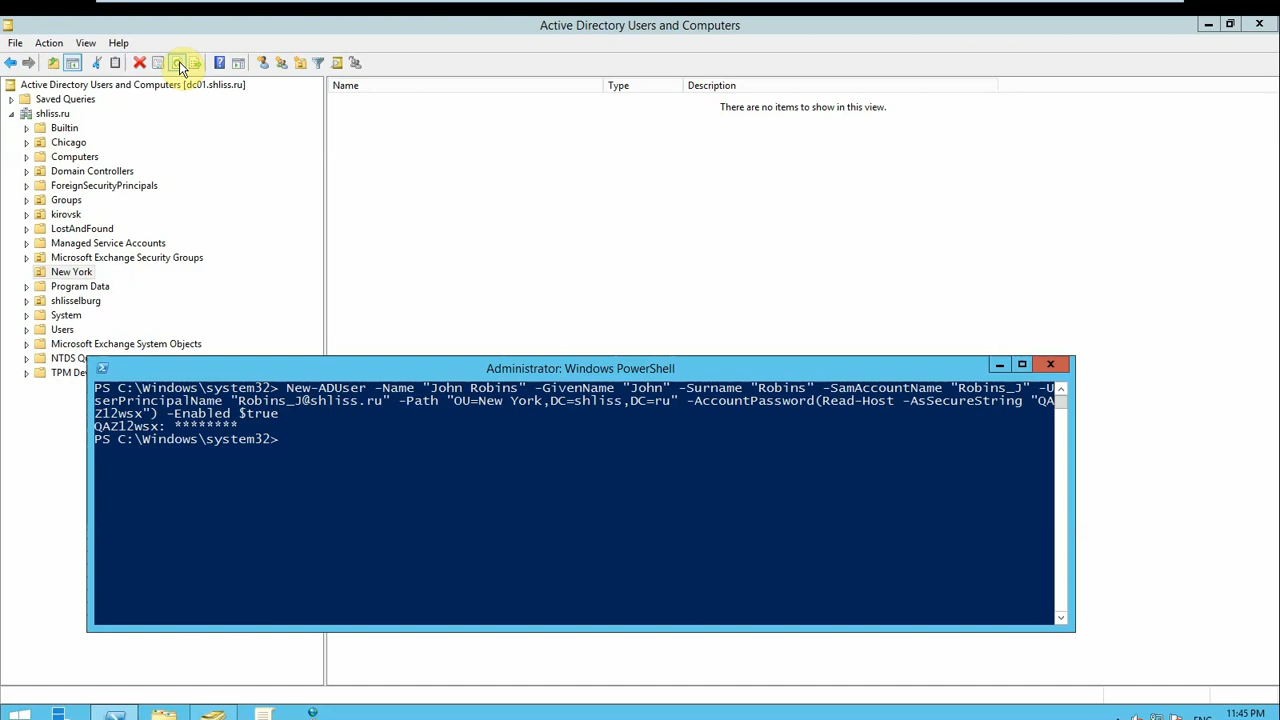 Active Directory Users and Computers
File Action View Help
Active Directory Users and Computers [dc01.shliss.ru]
Saved Queries
shliss.ru
Builtin
Chicago
Computers
Domain Controllers
ForeignSecurityPrincipals
Groups
kirovsk
LostAndFound
Managed Service Accounts
Microsoft Exchange Security Groups
New York
Program Data
shlisselburg
System
Users
Microsoft Exchange System Objects
NTDS Qu
TPM Dev
Name Type Description
There are no items to show in this view.
Administrator: Windows PowerShell
PS C:\Windows\system32> New-ADUser -Name "John Robins" -GivenName "John" -Surname "Robins" -SamAccountName "Robins_J" -U
serPrincipalName "Robins_J@shliss.ru" -Path "OU=New York,DC=shliss,DC=ru" -AccountPassword(Read-Host -AsSecureString "QA
Z12wsx") -Enabled $true
QAZ12wsx: ********
PS C:\Windows\system32>
ENG
11:45 PM